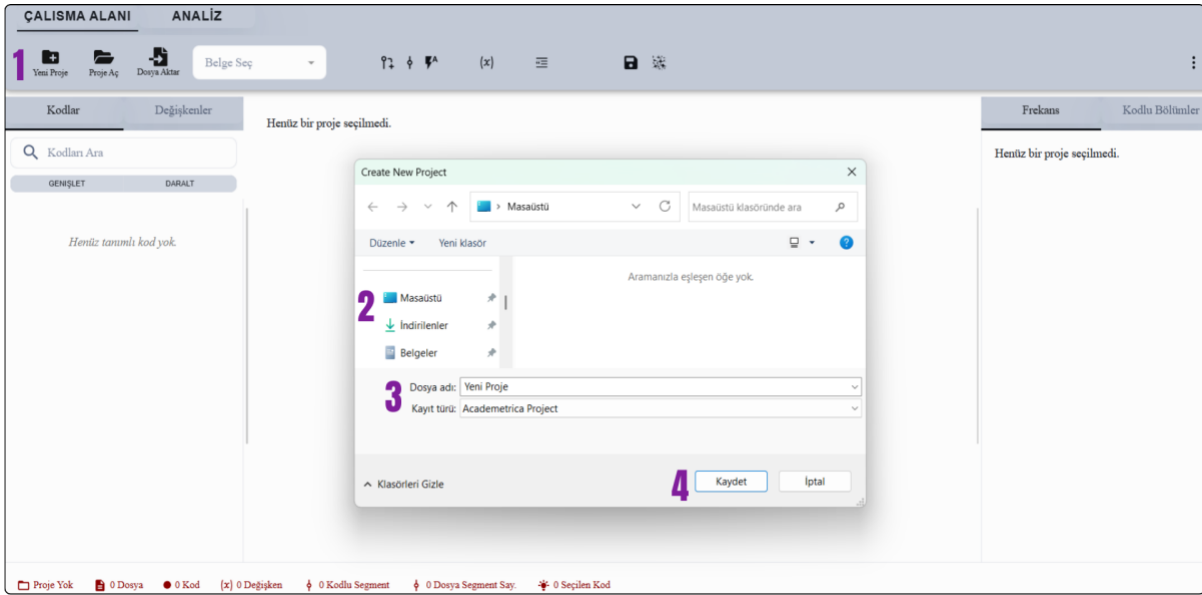 ÇALISMA ALANI ANALİZ
1 Yeni Proje Proje Aç Dosya Aktar Belge Seç (x)
Kodlar Değişkenler
Henüz bir proje seçilmedi.
Frekans Kodlu Bölümler
Kodları Ara
GENIŞLET DARALT
Henüz tanımlı kod yok.
Henüz bir proje seçilmedi.
Create New Project
Masaüstü
Masaüstü klasöründe ara
Düzenle Yeni klasör
Aramanızla eşleşen öğe yok.
2 Masaüstü
İndirilenler
Belgeler
3 Dosya adı: Yeni Proje
Kayıt türü: Academetrica Project
Klasörleri Gizle
4 Kaydet İptal
Proje Yok 0 Dosya 0 Kod (x) 0 Değişken 0 Kodlu Segment 0 Dosya Segment Say. 0 Seçilen Kod